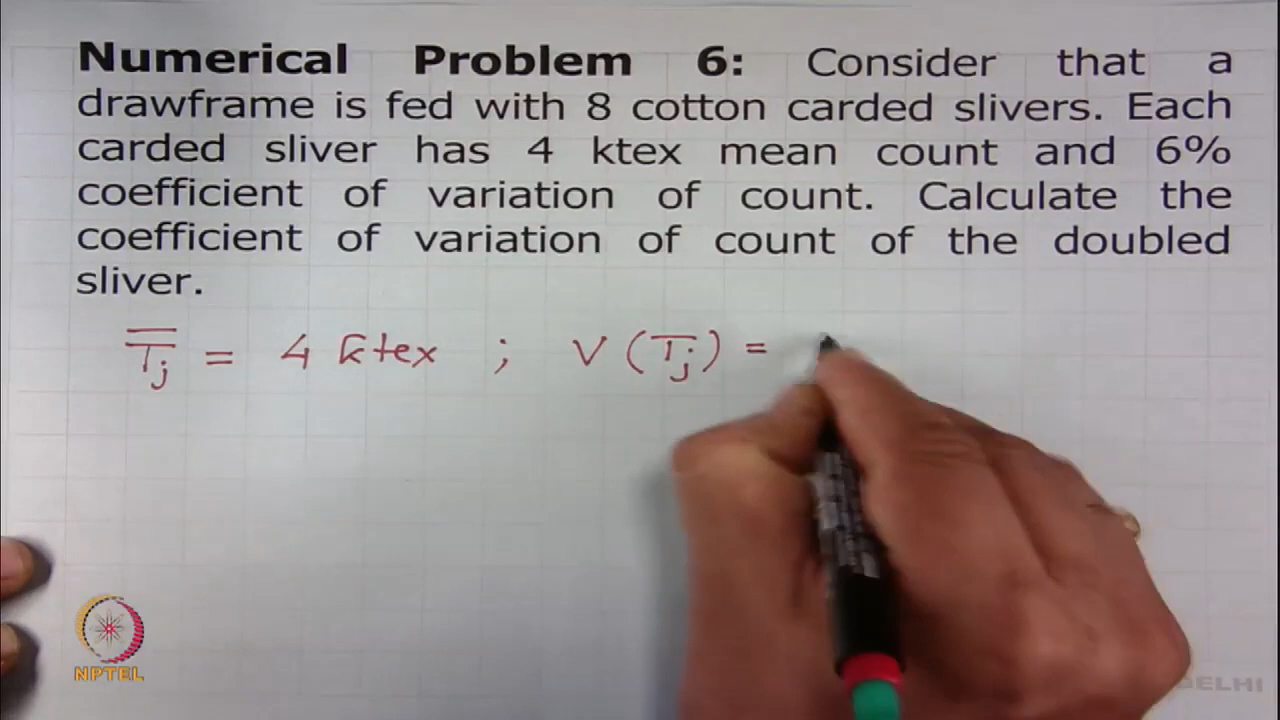 Numerical Problem 6: Consider that a
drawframe is fed with 8 cotton carded slivers. Each
carded sliver has 4 ktex mean count and 6%
coefficient of variation of count. Calculate the
coefficient of variation of count of the doubled
sliver.
T̅j = 4 ktex ; V (Tj) =
NPTEL
DELHI